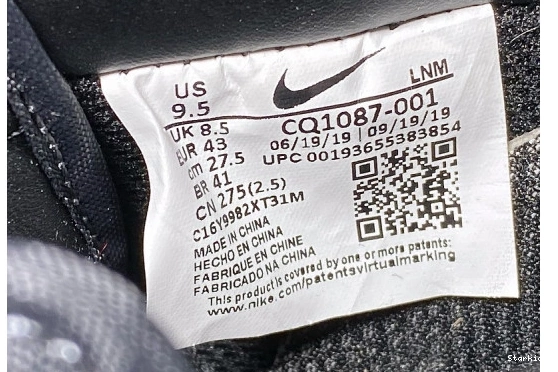 US
9.5
LNM
UK 8.5
EUR 43
cm 27.5
BR 41
CN 275(2.5)
CQ1087-001
06/19/19 | 09/19/19
UPC 00193655383854
C16Y9982XT31M
MADE IN CHINA
HECHO EN CHINA
FABRIQUE EN CHINE
FABRICADO NA CHINA
This product is covered by one or more patents:
www.nike.com/patentsvirtualmarking